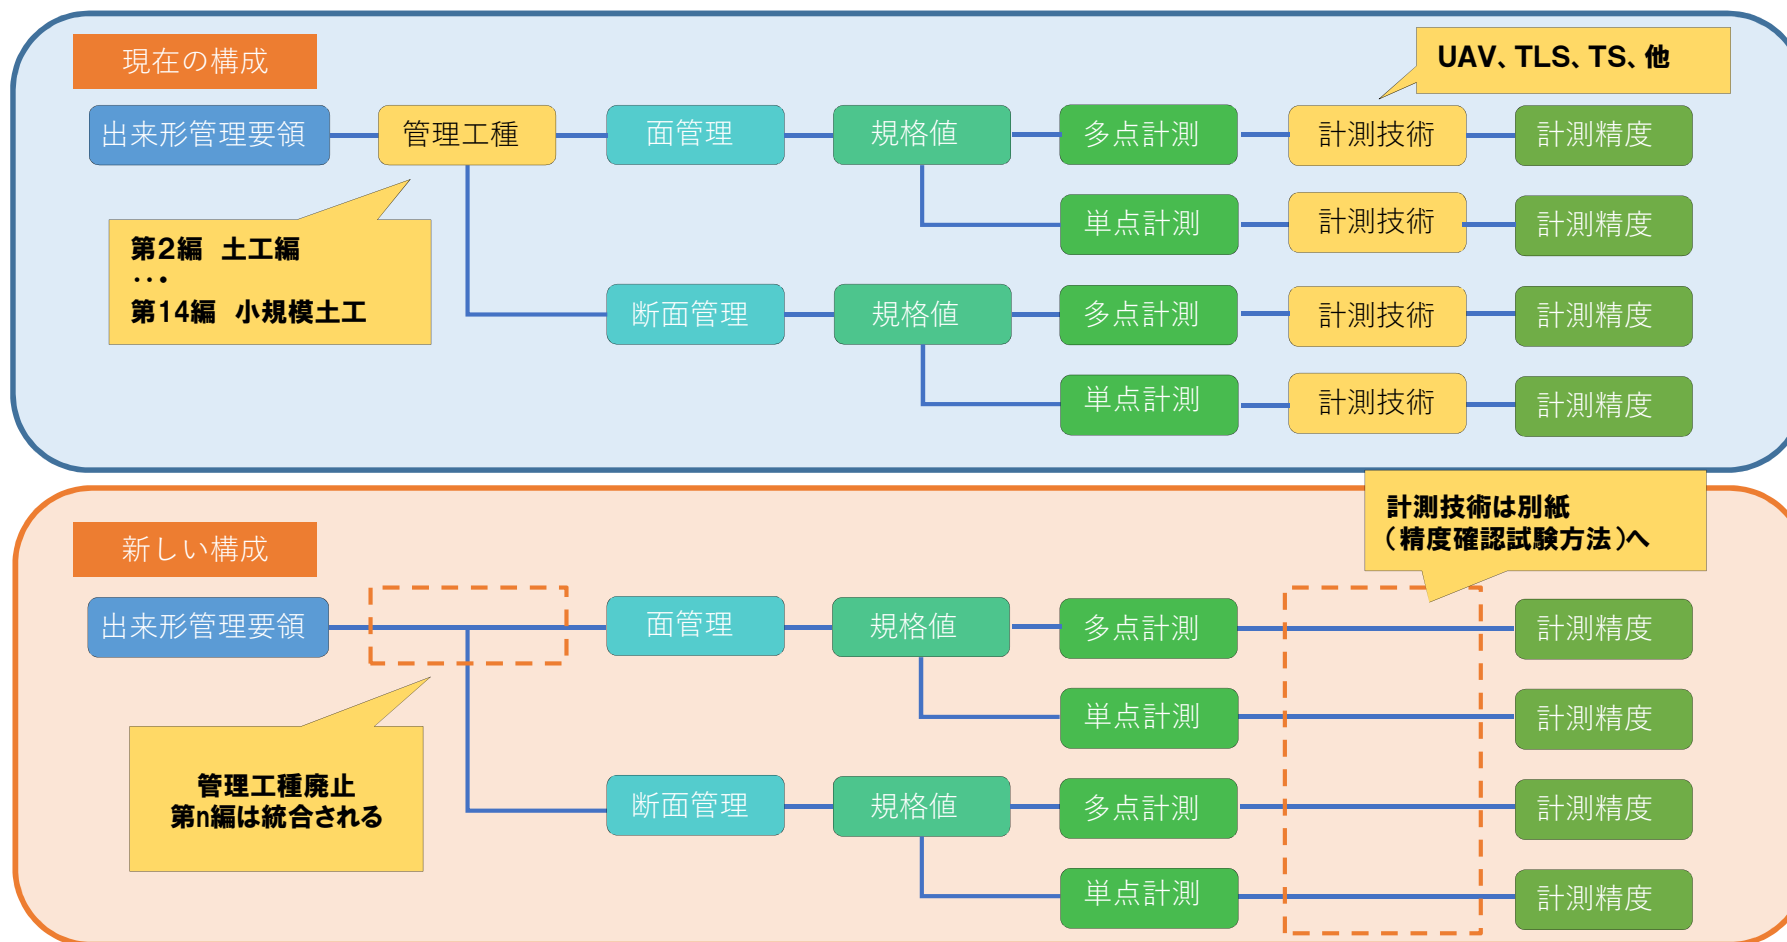 現在の構成
UAV、TLS、TS、他
出来形管理要領
管理工種
面管理
規格値
多点計測
計測技術
計測精度
単点計測
計測技術
計測精度
第2編　土工編
・・・
第14編　小規模土工
断面管理
規格値
多点計測
計測技術
計測精度
単点計測
計測技術
計測精度
計測技術は別紙
（精度確認試験方法）へ
新しい構成
出来形管理要領
面管理
規格値
多点計測
計測精度
単点計測
計測精度
管理工種廃止
第n編は統合される
断面管理
規格値
多点計測
計測精度
単点計測
計測精度